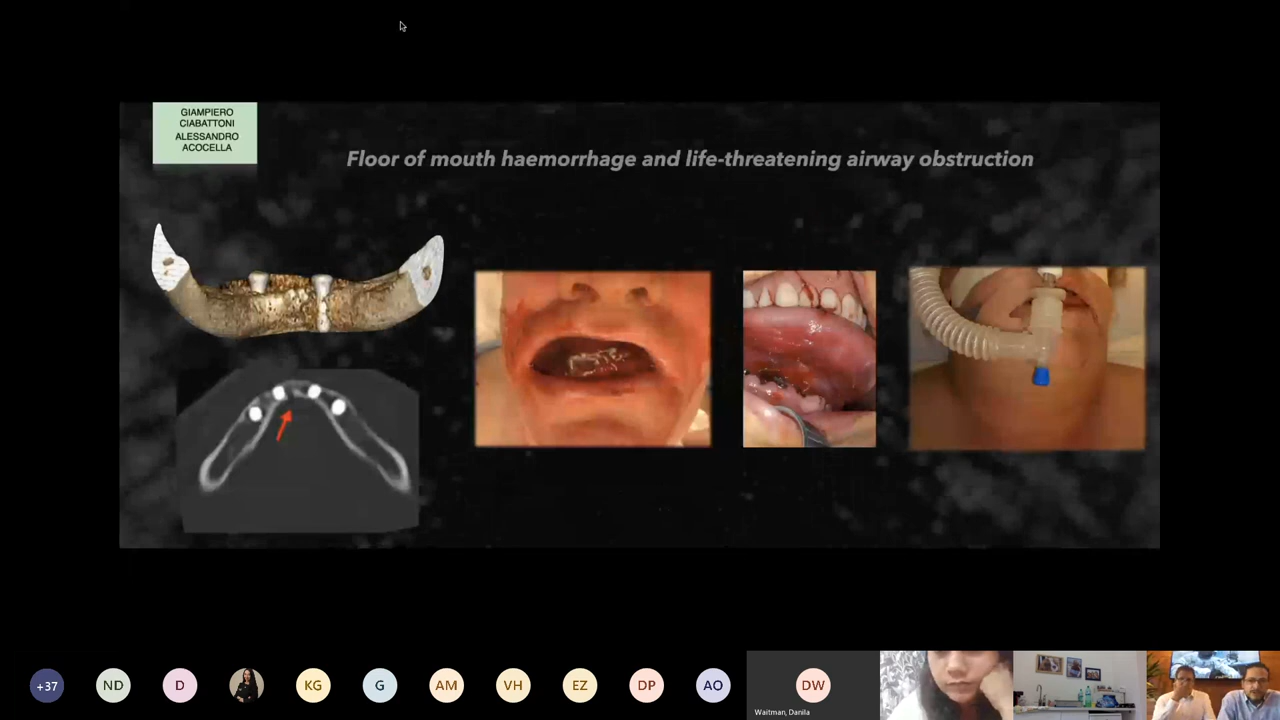 GIAMPIERO
CIABATTONI
ALESSANDRO
ACOCELLA
Floor of mouth haemorrhage and life-threatening airway obstruction
+37
ND
D
KG
G
AM
VH
EZ
DP
AO
DW
Waitman, Danila